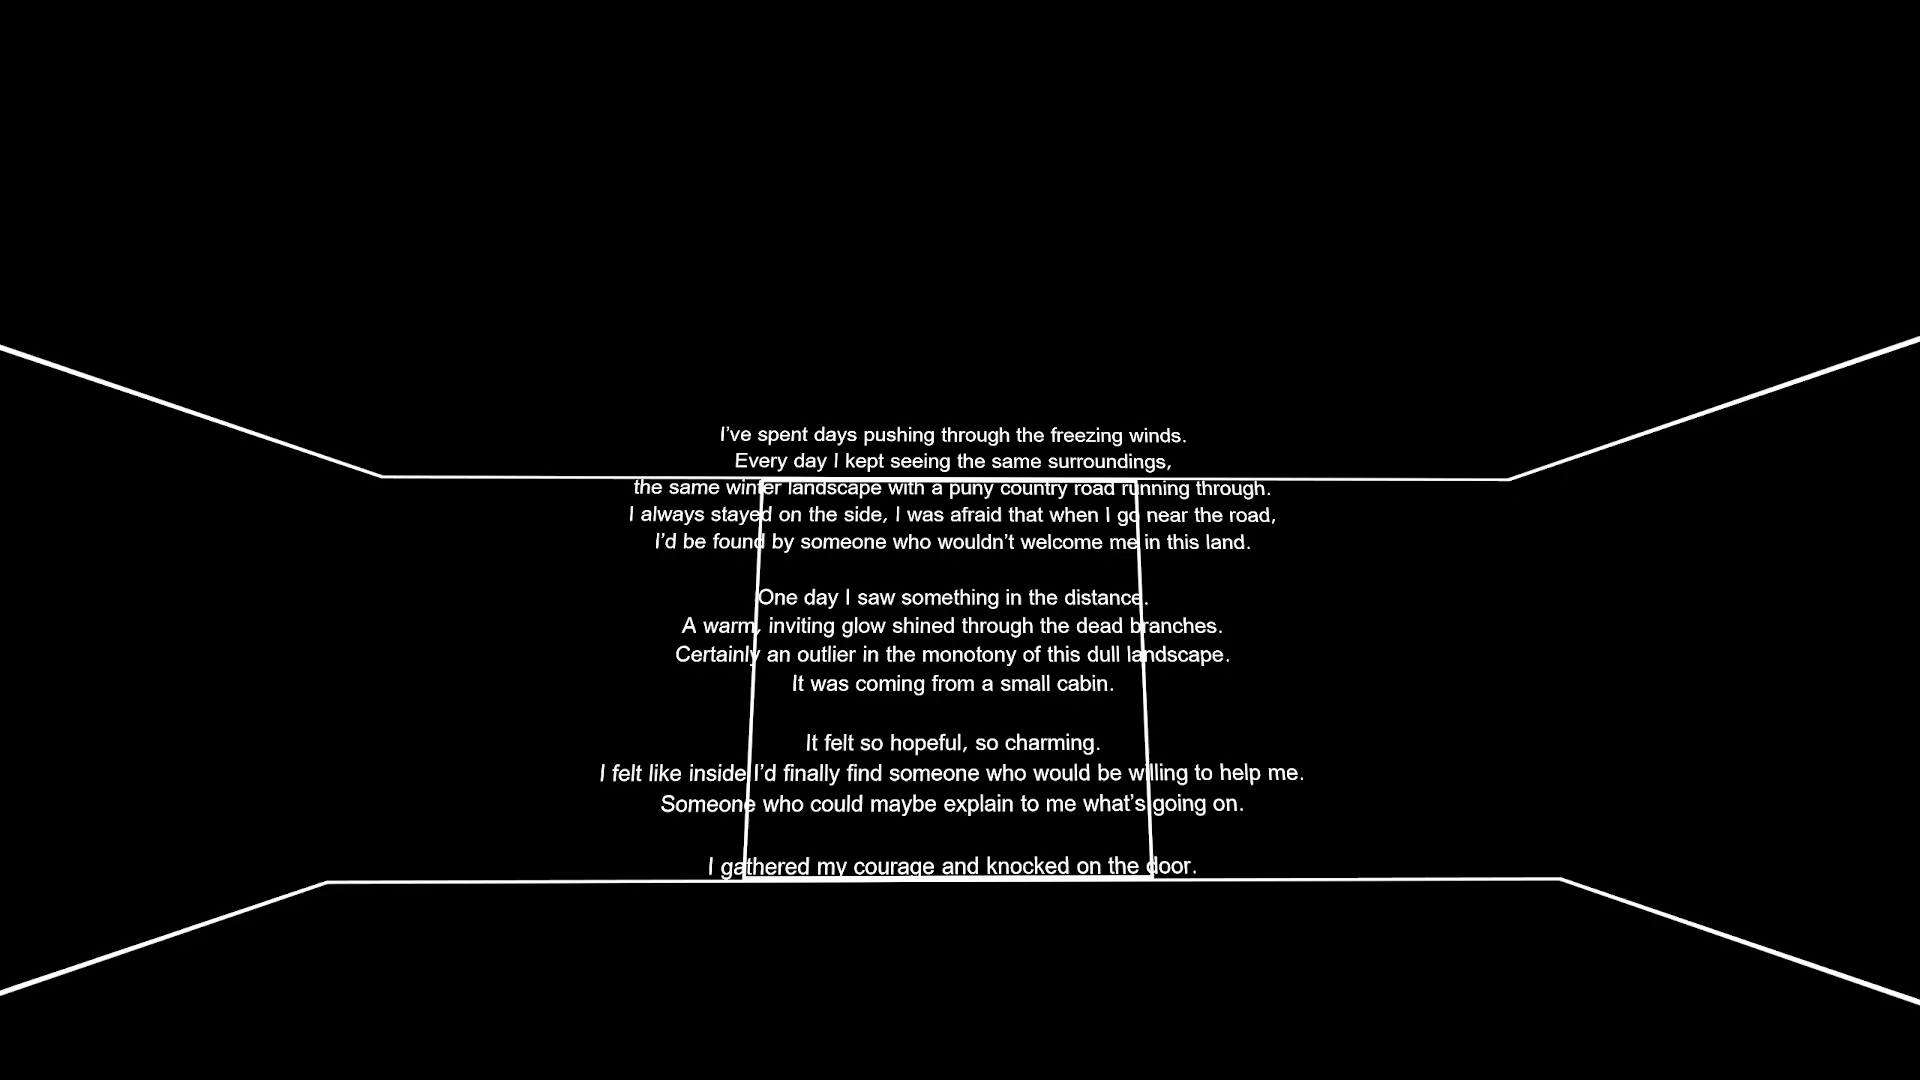 I've spent days pushing through the freezing winds.
Every day I kept seeing the same surroundings,
the same winter landscape with a puny country road running through.
I always stayed on the side, I was afraid that when I go near the road,
I'd be found by someone who wouldn't welcome me in this land.
One day I saw something in the distance.
A warm, inviting glow shined through the dead branches.
Certainly an outlier in the monotony of this dull landscape.
It was coming from a small cabin.
It felt so hopeful, so charming.
I felt like inside I'd finally find someone who would be willing to help me.
Someone who could maybe explain to me what's going on.
I gathered my courage and knocked on the door.